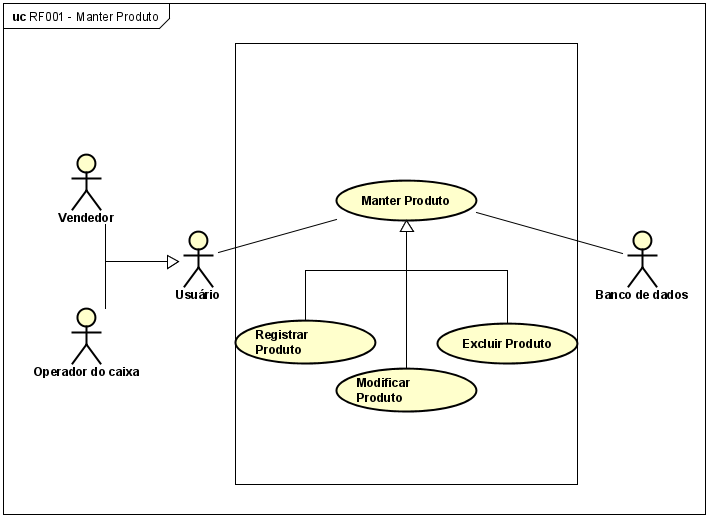 uc RF001 - Manter Produto
Manter Produto
Vendedor
Usuário
Banco de dados
Registrar
Produto
Excluir Produto
Operador do caixa
Modificar
Produto